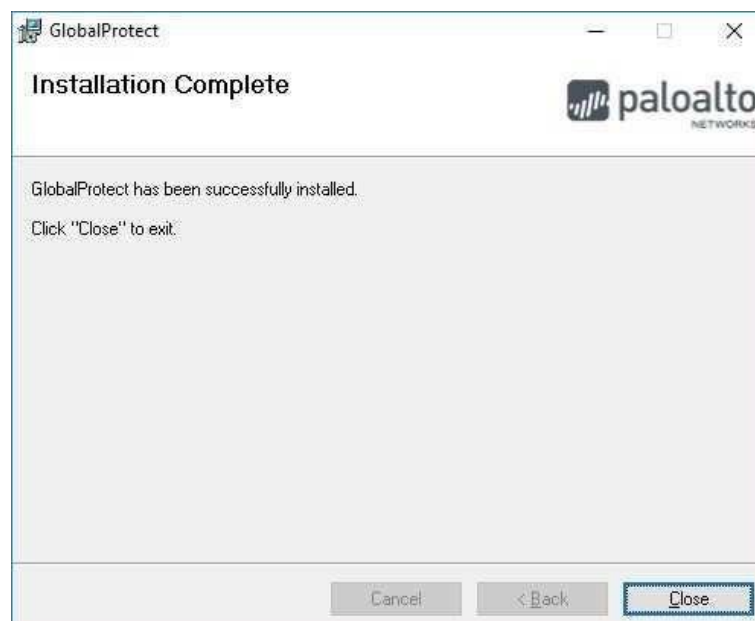 GlobalProtect
Installation Complete
paloalto
NETWORKS
GlobalProtect has been successfully installed.
Click "Close" to exit.
Cancel
< Back
Close